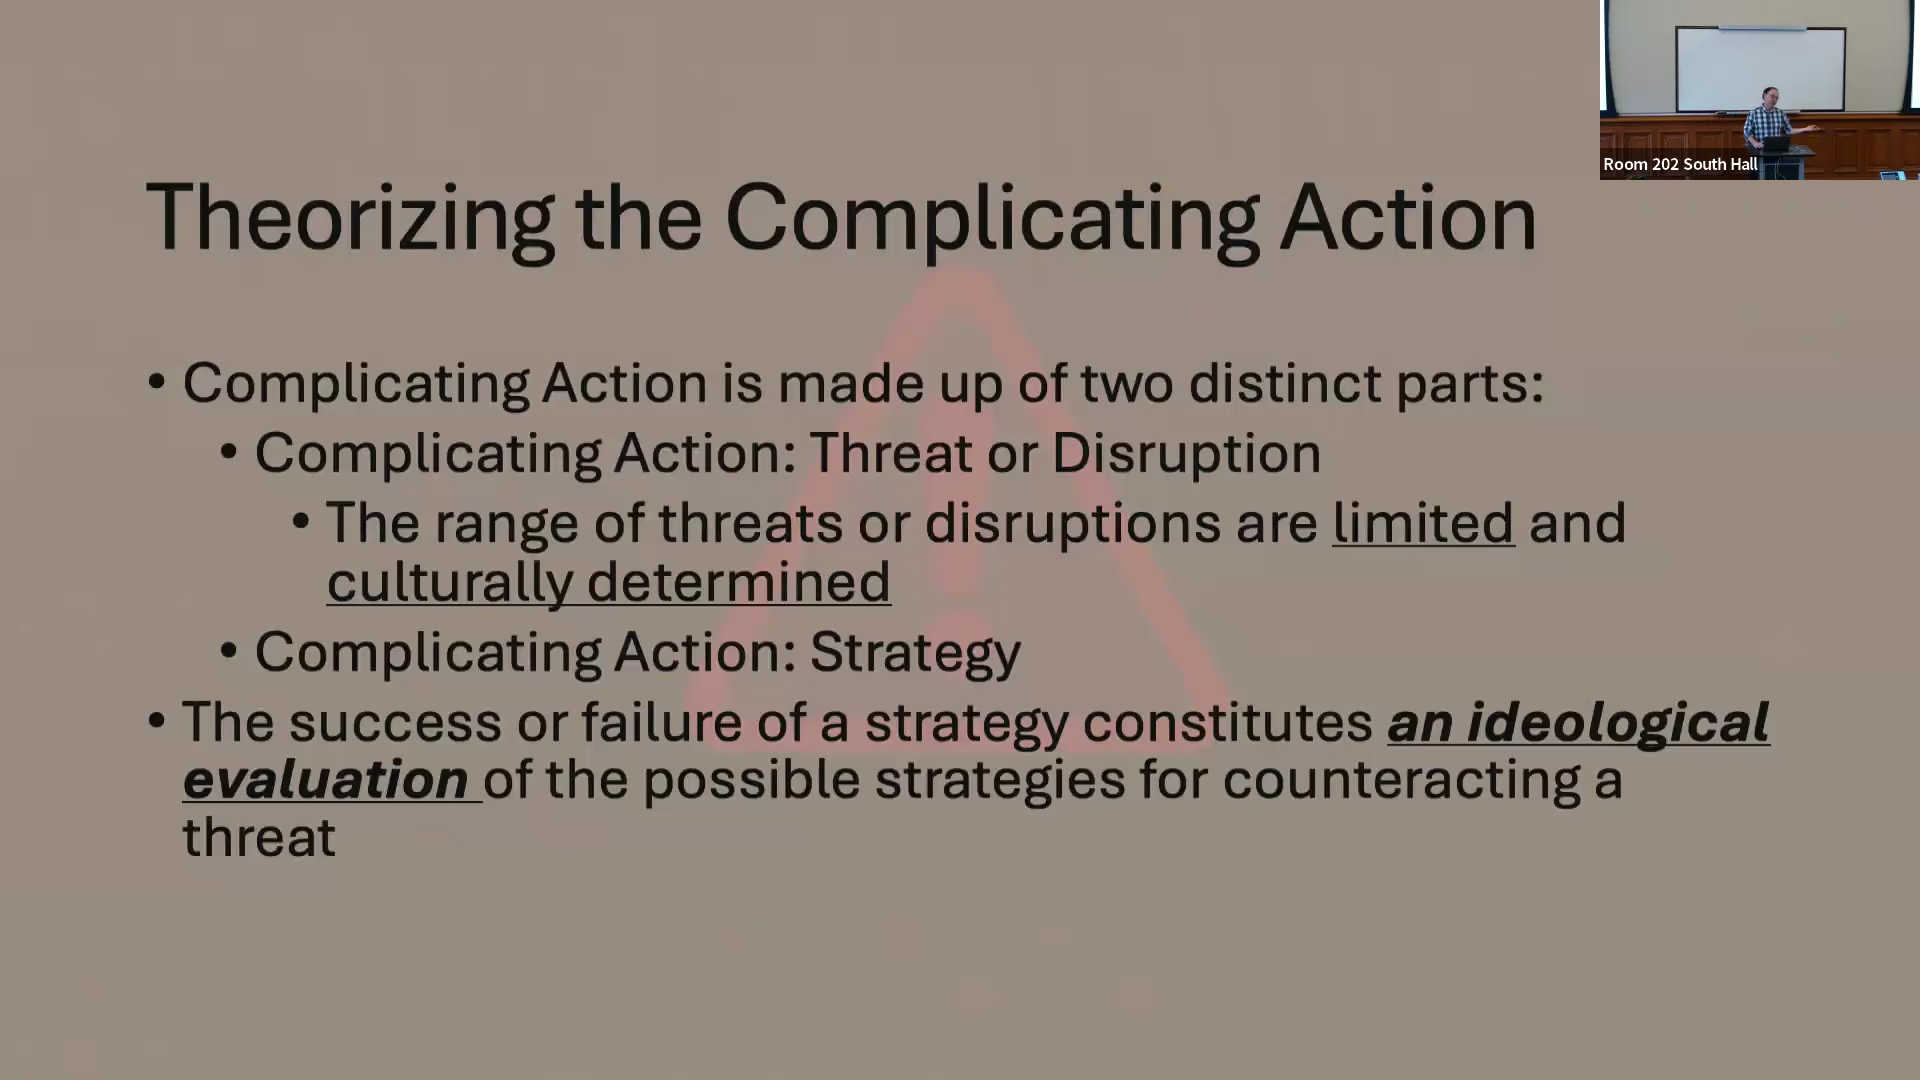 Room 202 South Hall
Theorizing the Complicating Action
• Complicating Action is made up of two distinct parts:
• Complicating Action: Threat or Disruption
• The range of threats or disruptions are limited and
culturally determined
• Complicating Action: Strategy
• The success or failure of a strategy constitutes an ideological
evaluation of the possible strategies for counteracting a
threat